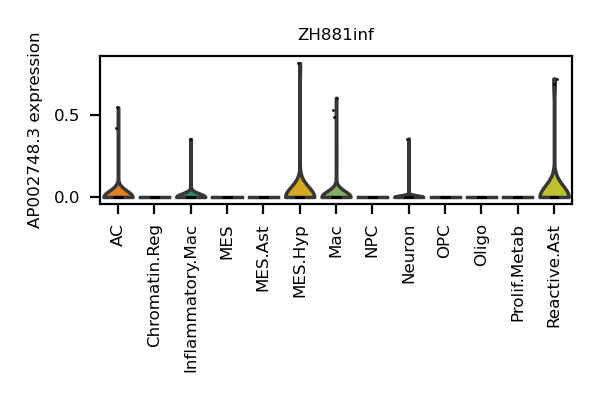 ZH881inf
AP002748.3 expression
0.5
0.0
AC
Chromatin.Reg
Inflammatory.Mac
MES
MES.Ast
MES.Hyp
Mac
NPC
Neuron
OPC
Oligo
Prolif.Metab
Reactive.Ast